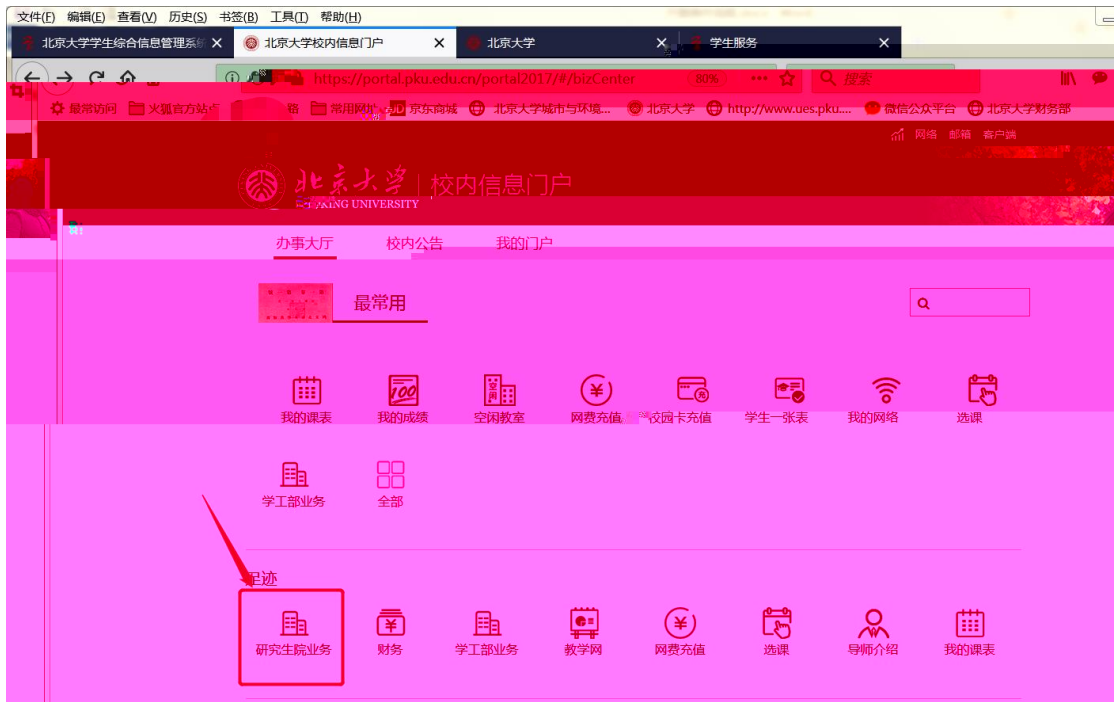 文件(F) 编辑(E) 查看(V) 历史(S) 书签(B) 工具(T) 帮助(H)
北京大学学生综合信息管理系统 北京大学校内信息门户 北京大学 学生服务
https://portal.pku.edu.cn/portal2017/#/bizCenter 80% 搜索
最常访问 火狐官方站点 常用网址 JD 京东商城 北京大学城市与环境... 北京大学 http://www.ues.pku.... 微信公众平台 北京大学财务部
网络 邮箱 客户端
北京大学 校内信息门户
PEKING UNIVERSITY
办事大厅 校内公告 我的门户
最常用
100 空闲
我的课表 我的成绩 空闲教室 网费充值 校园卡充值 学生一张表 我的网络 选课
学工部业务 全部
足迹
研究生院业务 财务 学工部业务 教学网 网费充值 选课 导师介绍 我的课表